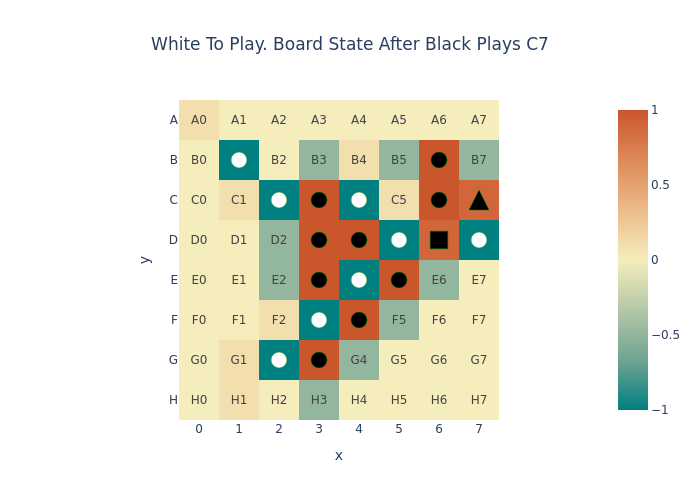 White To Play. Board State After Black Plays C7
A A0 A1 A2 A3 A4 A5 A6 A7
B B0 B2 B3 B4 B5 B7
C C0 C1 C5
D D0 D1 D2
E E0 E1 E2 E6 E7
F F0 F1 F2 F5 F6 F7
G G0 G1 G4 G5 G6 G7
H H0 H1 H2 H3 H4 H5 H6 H7
0 1 2 3 4 5 6 7
x
y
1
0.5
0
−0.5
−1